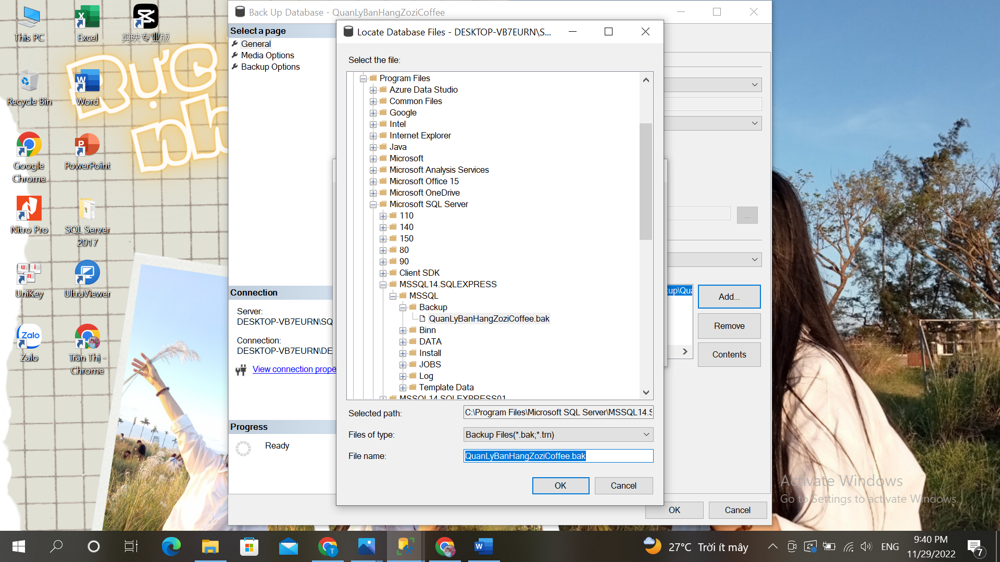 This PC
Excel
剪映专业版
Rực
nh
Recycle Bin
Word
Google
Chrome
PowerPoint
Nitro Pro
SQL Server
2017
UniKey
UltraViewer
Zalo
Trần Thị -
Chrome
Back Up Database - QuanLyBanHangZoziCoffee
Select a page
General
Media Options
Backup Options
Connection
Server:
DESKTOP-VB7EURN\SQ
Connection:
DESKTOP-VB7EURN\DE
View connection prope
Progress
Ready
Locate Database Files - DESKTOP-VB7EURN\S...
Select the file:
Program Files
Azure Data Studio
Common Files
Google
Intel
Internet Explorer
Java
Microsoft
Microsoft Analysis Services
Microsoft Office 15
Microsoft OneDrive
Microsoft SQL Server
110
140
150
80
90
Client SDK
MSSQL14.SQLEXPRESS
MSSQL
Backup
QuanLyBanHangZoziCoffee.bak
Binn
DATA
Install
JOBS
Log
Template Data
MSSQL14.SQLEXPRESS01
Selected path:
C:\Program Files\Microsoft SQL Server\MSSQL14.S
Files of type:
Backup Files(*.bak;*.trn)
File name:
QuanLyBanHangZoziCoffee.bak
OK
Cancel
...
kup\Qua
Add...
Remove
Contents
OK
Cancel
Activate Windows
Go to Settings to activate Windows.
27°C Trời ít mây
ENG
9:40 PM
11/29/2022
7